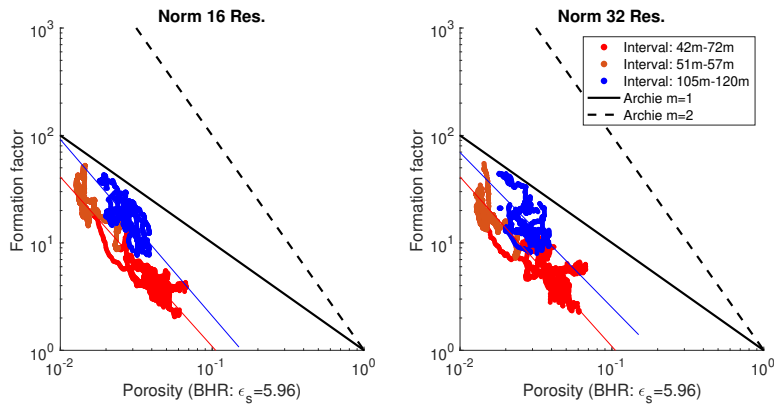 Norm 16 Res.
Formation factor
10^3
10^2
10^1
10^0
10^-2
10^-1
10^0
Porosity (BHR: ϵ_s=5.96)
Norm 32 Res.
Interval: 42m-72m
Interval: 51m-57m
Interval: 105m-120m
Archie m=1
Archie m=2
Formation factor
10^3
10^2
10^1
10^0
10^-2
10^-1
10^0
Porosity (BHR: ϵ_s=5.96)